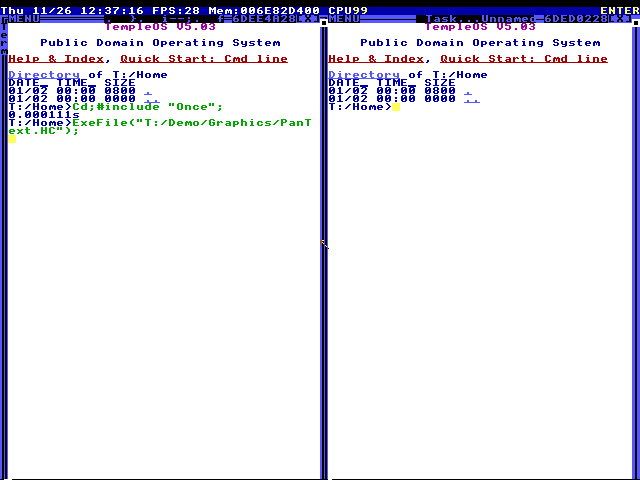 Thu 11/26 12:37:16 FPS:28 Mem:006E82D400 CPU99 ENTER
MENU 6DEE4A28[X]
TempleOS V5.03
Public Domain Operating System
Help & Index, Quick Start: Cmd line
Directory of T:/Home
DATE_ TIME_ SIZE
01/02 00:00 0800 .
01/02 00:00 0000 ..
T:/Home>Cd;#include "Once";
0.000111s
T:/Home>ExeFile("T:/Demo/Graphics/PanT
ext.HC");
MENU Task...Unnamed 6DED0228[X]
TempleOS V5.03
Public Domain Operating System
Help & Index, Quick Start: Cmd line
Directory of T:/Home
DATE_ TIME_ SIZE
01/02 00:00 0800 .
01/02 00:00 0000 ..
T:/Home>